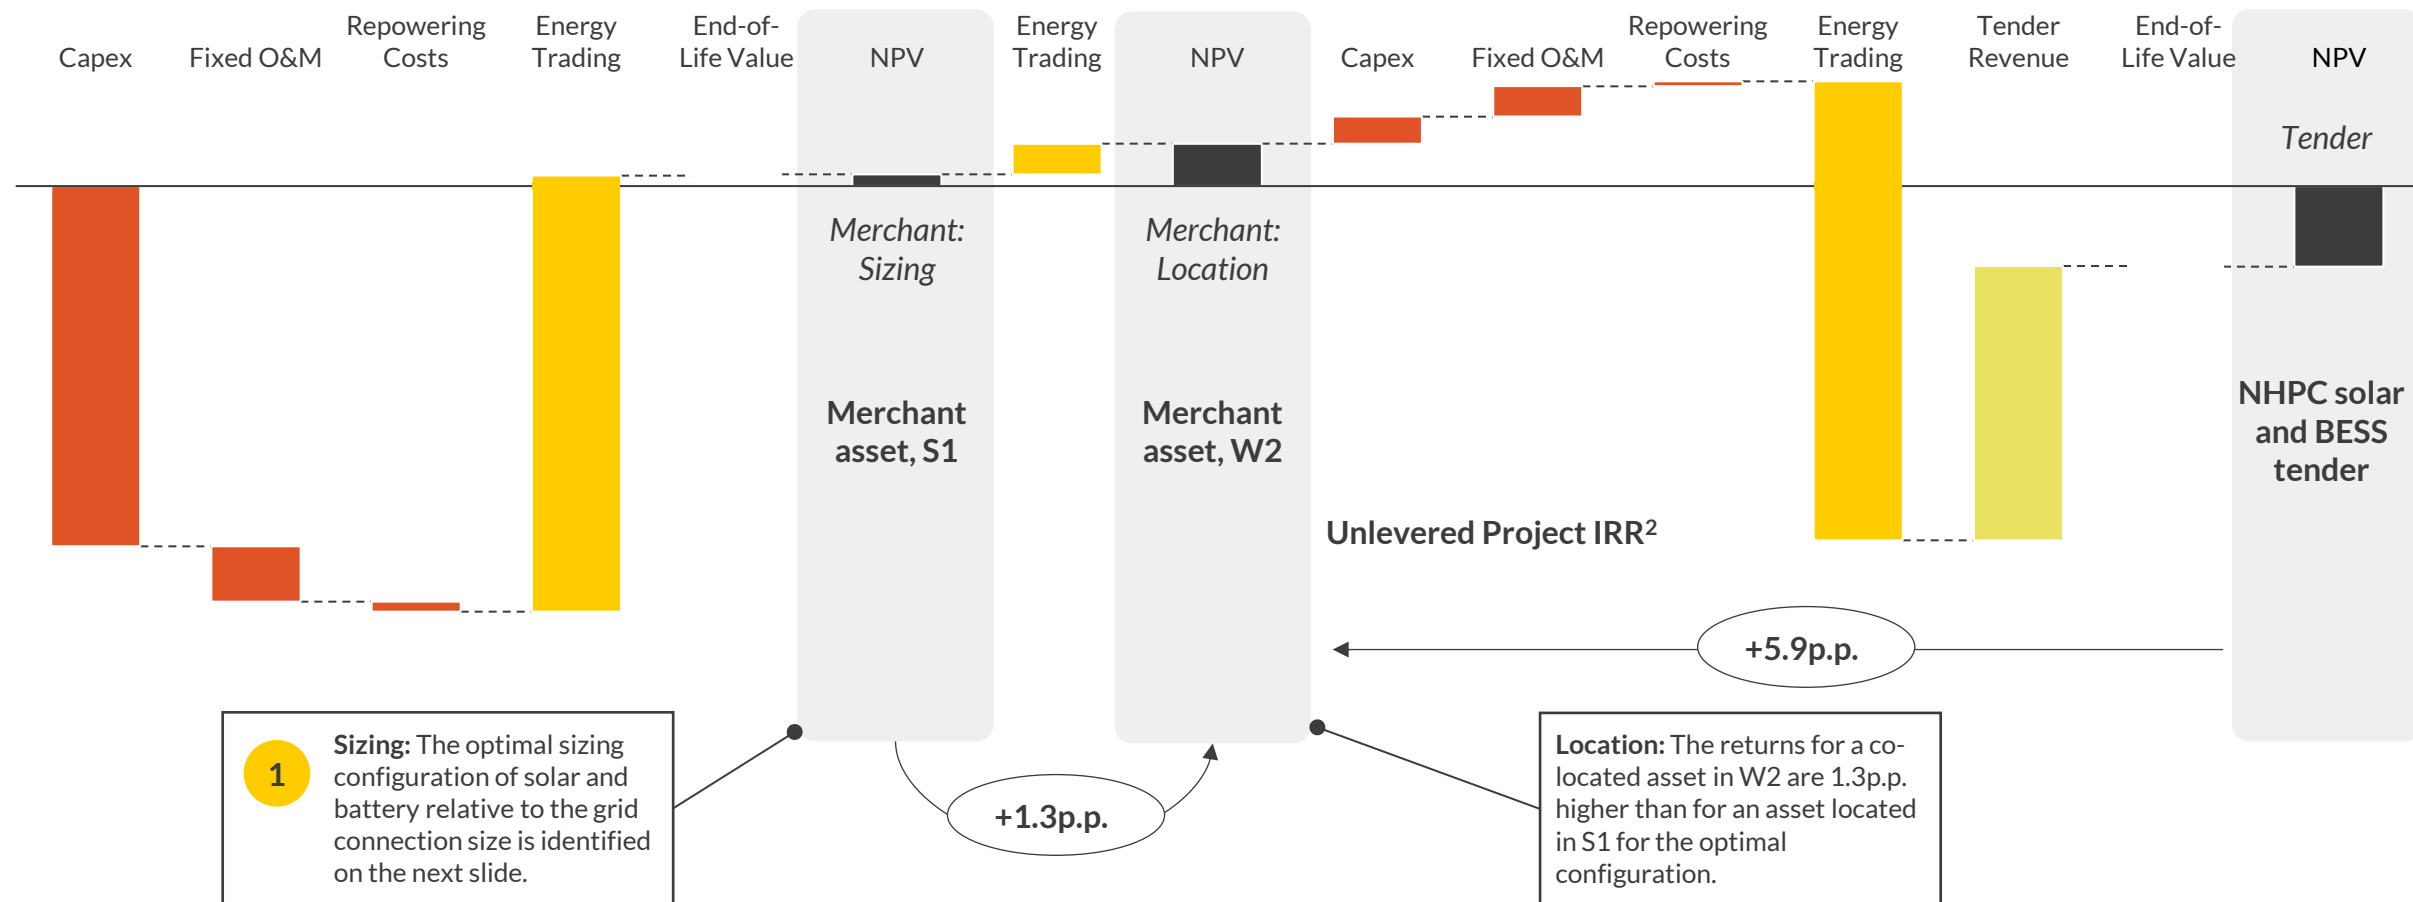 Capex
Fixed O&M
Repowering
Costs
Energy
Trading
End-of-
Life Value
NPV
Energy
Trading
NPV
Capex
Fixed O&M
Repowering
Costs
Energy
Trading
Tender
Revenue
End-of-
Life Value
NPV
Tender
Merchant:
Sizing
Merchant:
Location
Merchant
asset, S1
Merchant
asset, W2
NHPC solar
and BESS
tender
Unlevered Project IRR²
+5.9p.p.
+1.3p.p.
1
Sizing: The optimal sizing
configuration of solar and
battery relative to the grid
connection size is identified
on the next slide.
Location: The returns for a co-
located asset in W2 are 1.3p.p.
higher than for an asset located
in S1 for the optimal
configuration.